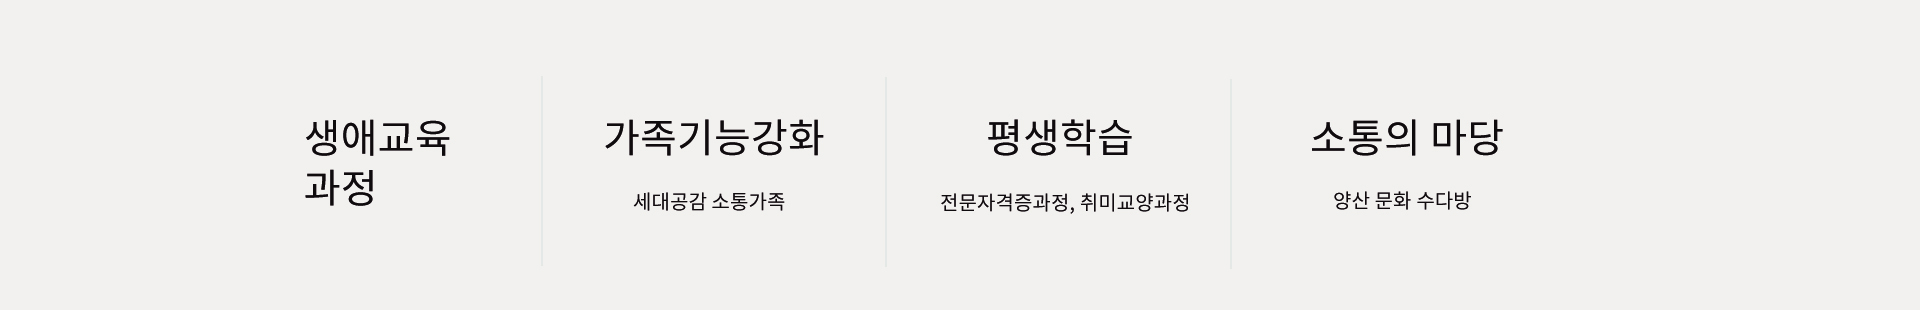 생애교육
과정
가족기능강화
세대공감 소통가족
평생학습
전문자격증과정, 취미교양과정
소통의 마당
양산 문화 수다방